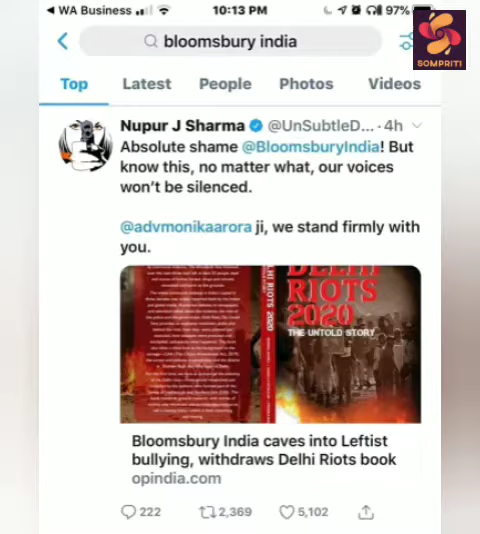 WA Business
10:13 PM
97%
SOMPRITI
bloomsbury india
Top Latest People Photos Videos
Nupur J Sharma @UnSubtleD... · 4h
Absolute shame @BloomsburyIndia! But
know this, no matter what, our voices
won't be silenced.
@advmonikaarora ji, we stand firmly with
you.
DELHI
RIOTS
2020
THE UNTOLD STORY
DELHI RIOTS 2020
Bloomsbury India caves into Leftist
bullying, withdraws Delhi Riots book
opindia.com
222 2,369 5,102